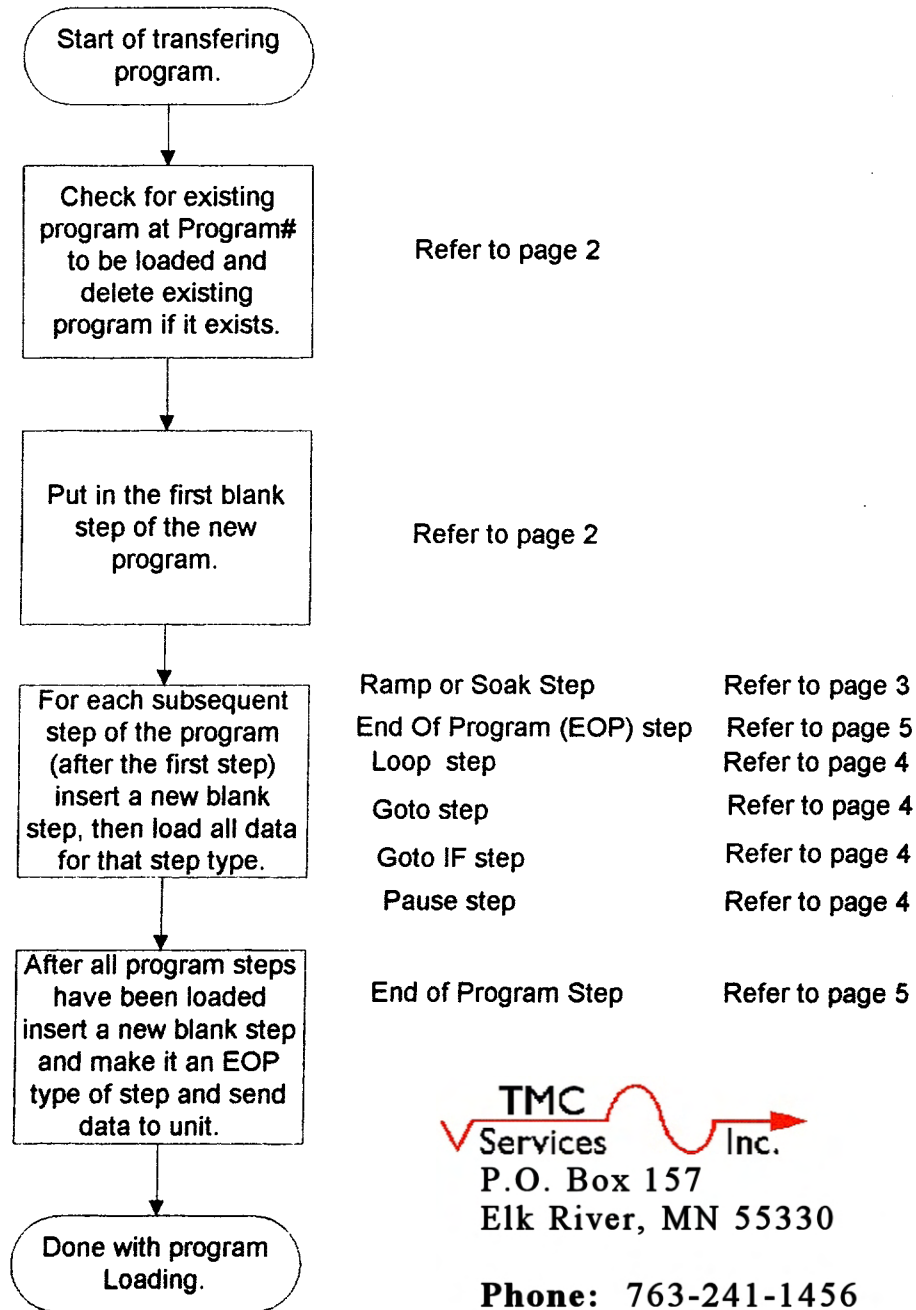 Start of transfering
program.
Check for existing
program at Program#
to be loaded and
delete existing
program if it exists.
Refer to page 2
Put in the first blank
step of the new
program.
Refer to page 2
For each subsequent
step of the program
(after the first step)
insert a new blank
step, then load all data
for that step type.
Ramp or Soak Step Refer to page 3
End Of Program (EOP) step Refer to page 5
Loop step Refer to page 4
Goto step Refer to page 4
Goto IF step Refer to page 4
Pause step Refer to page 4
After all program steps
have been loaded
insert a new blank step
and make it an EOP
type of step and send
data to unit.
End of Program Step Refer to page 5
Done with program
Loading.
TMC
Services Inc.
P.O. Box 157
Elk River, MN 55330
Phone: 763-241-1456